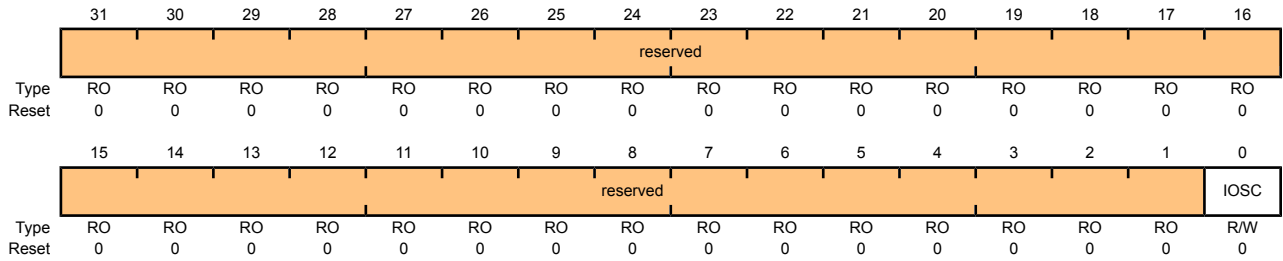 31 30 29 28 27 26 25 24 23 22 21 20 19 18 17 16
reserved
Type RO RO RO RO RO RO RO RO RO RO RO RO RO RO RO RO
Reset 0 0 0 0 0 0 0 0 0 0 0 0 0 0 0 0
15 14 13 12 11 10 9 8 7 6 5 4 3 2 1 0
reserved IOSC
Type RO RO RO RO RO RO RO RO RO RO RO RO RO RO RO R/W
Reset 0 0 0 0 0 0 0 0 0 0 0 0 0 0 0 0